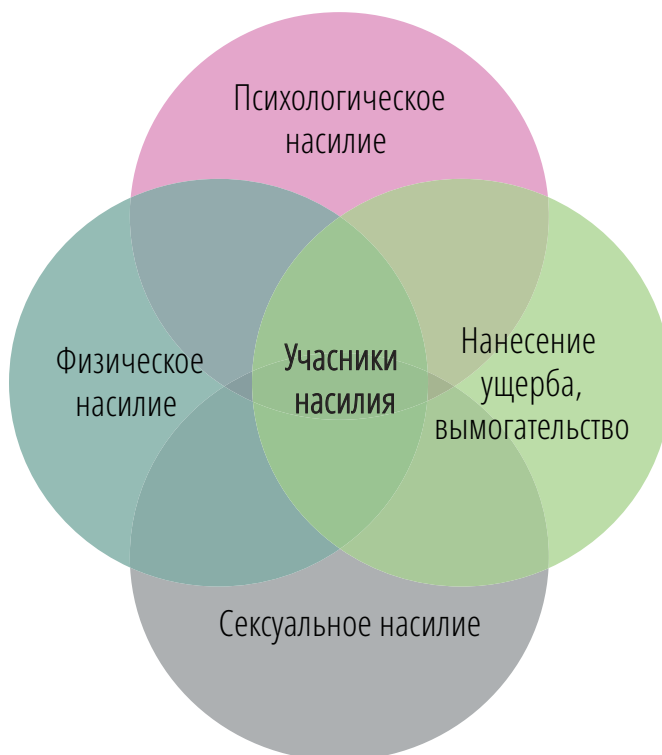 Психологическое
насилие
Физическое
насилие
Учасники
насилия
Нанесение
ущерба,
вымогательство
Сексуальное насилие